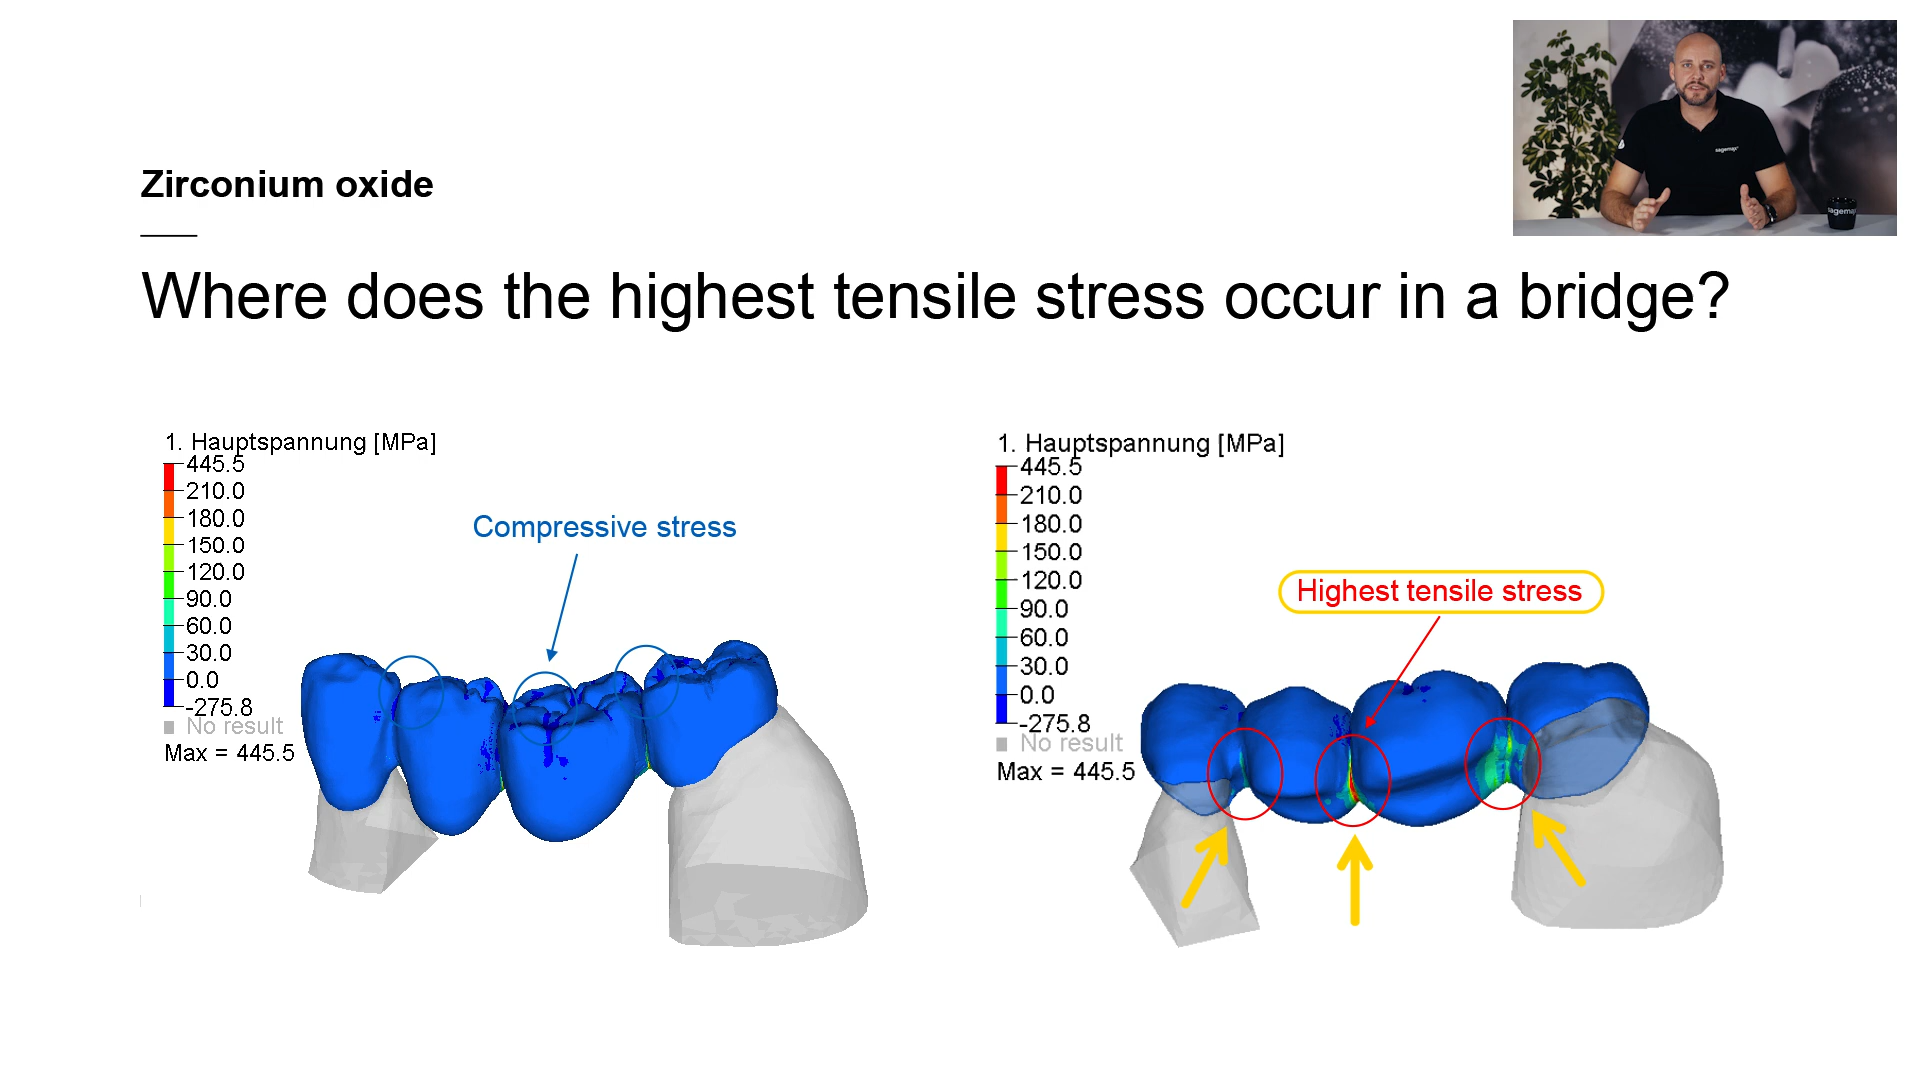 sagemax
sagemax
Zirconium oxide
Where does the highest tensile stress occur in a bridge?
1. Hauptspannung [MPa]
445.5
210.0
180.0
150.0
120.0
90.0
60.0
30.0
0.0
-275.8
No result
Max = 445.5
Compressive stress
1. Hauptspannung [MPa]
445.5
210.0
180.0
150.0
120.0
90.0
60.0
30.0
0.0
-275.8
No result
Max = 445.5
Highest tensile stress